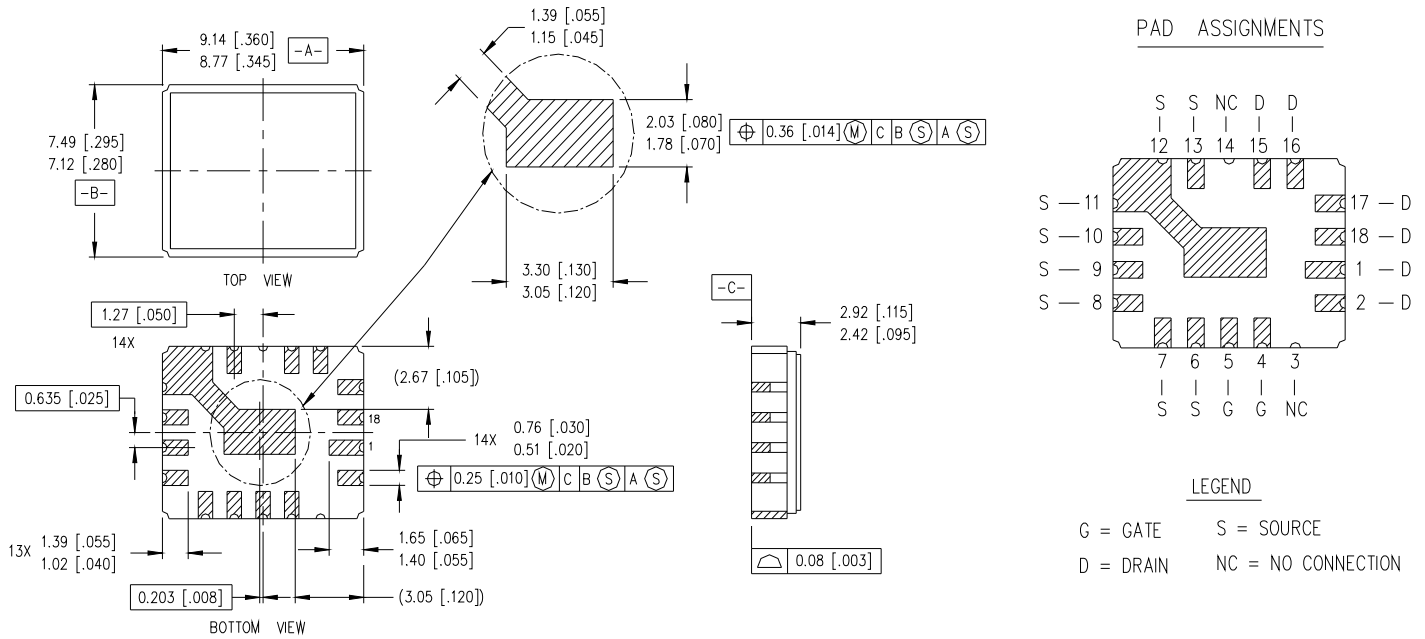 1.39 [.055]
1.15 [.045]
PAD ASSIGNMENTS
9.14 [.360]
8.77 [.345]
-A-
7.49 [.295]
7.12 [.280]
-B-
2.03 [.080]
1.78 [.070]
0.36 [.014] M C B S A S
3.30 [.130]
3.05 [.120]
TOP VIEW
1.27 [.050]
14X
(2.67 [.105])
0.635 [.025]
18
1
14X
0.76 [.030]
0.51 [.020]
0.25 [.010] M C B S A S
13X
1.39 [.055]
1.02 [.040]
1.65 [.065]
1.40 [.055]
0.203 [.008]
(3.05 [.120])
BOTTOM VIEW
-C-
2.92 [.115]
2.42 [.095]
0.08 [.003]
S S NC D D
12 13 14 15 16
S — 11
17 — D
S — 10
18 — D
S — 9
1 — D
S — 8
2 — D
7 6 5 4 3
S S G G NC
LEGEND
G = GATE S = SOURCE
D = DRAIN NC = NO CONNECTION